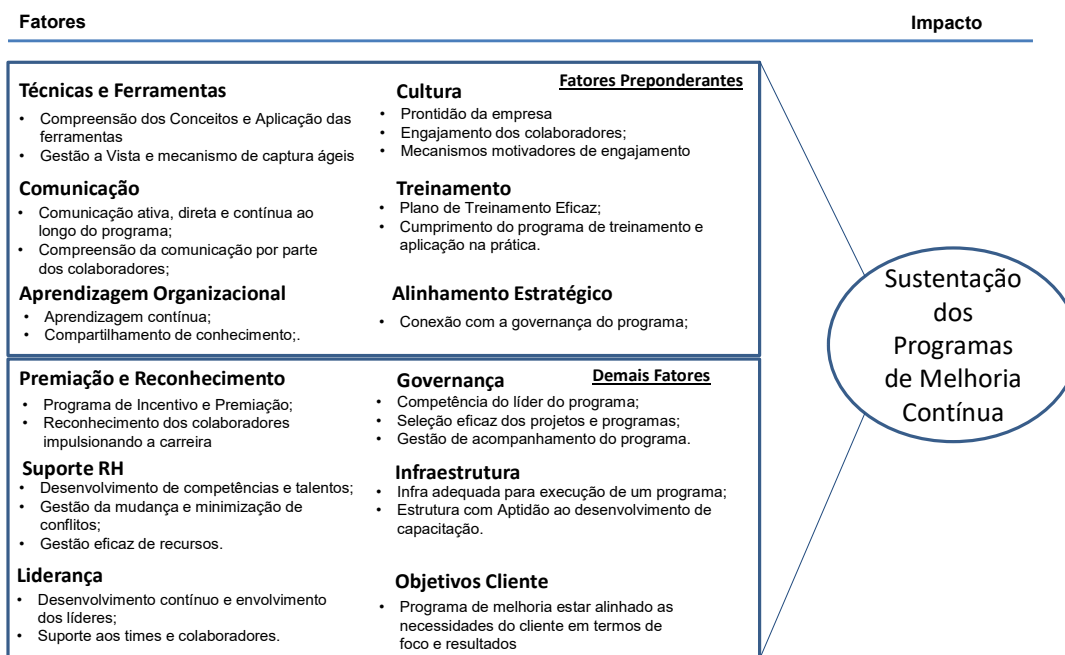 Fatores
Impacto
Fatores Preponderantes
Técnicas e Ferramentas
• Compreensão dos Conceitos e Aplicação das
ferramentas
• Gestão a Vista e mecanismo de captura ágeis
Cultura
• Prontidão da empresa
• Engajamento dos colaboradores;
• Mecanismos motivadores de engajamento
Comunicação
• Comunicação ativa, direta e contínua ao
longo do programa;
• Compreensão da comunicação por parte
dos colaboradores;
Treinamento
• Plano de Treinamento Eficaz;
• Cumprimento do programa de treinamento e
aplicação na prática.
Aprendizagem Organizacional
• Aprendizagem contínua;
• Compartilhamento de conhecimento;.
Alinhamento Estratégico
• Conexão com a governança do programa;
Demais Fatores
Premiação e Reconhecimento
• Programa de Incentivo e Premiação;
• Reconhecimento dos colaboradores
impulsionando a carreira
Governança
• Competência do líder do programa;
• Seleção eficaz dos projetos e programas;
• Gestão de acompanhamento do programa.
Suporte RH
• Desenvolvimento de competências e talentos;
• Gestão da mudança e minimização de
conflitos;
• Gestão eficaz de recursos.
Infraestrutura
• Infra adequada para execução de um programa;
• Estrutura com Aptidão ao desenvolvimento de
capacitação.
Liderança
• Desenvolvimento contínuo e envolvimento
dos líderes;
• Suporte aos times e colaboradores.
Objetivos Cliente
• Programa de melhoria estar alinhado as
necessidades do cliente em termos de
foco e resultados
Sustentação
dos
Programas
de Melhoria
Contínua